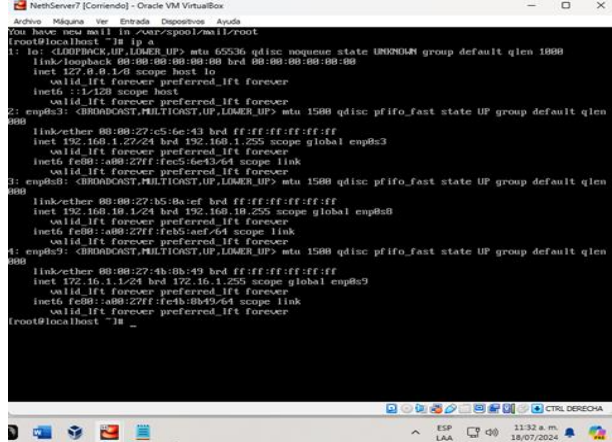 NethServer7 [Corriendo] - Oracle VM VirtualBox
Archivo Máquina Ver Entrada Dispositivos Ayuda
You have new mail in /var/spool/mail/root
[root@localhost ~]# ip a
1: lo: <LOOPBACK,UP,LOWER_UP> mtu 65536 qdisc noqueue state UNKNOWN group default qlen 1000
link/loopback 00:00:00:00:00:00 brd 00:00:00:00:00:00
inet 127.0.0.1/8 scope host lo
valid_lft forever preferred_lft forever
inet6 ::1/128 scope host
valid_lft forever preferred_lft forever
2: enp0s3: <BROADCAST,MULTICAST,UP,LOWER_UP> mtu 1500 qdisc pfifo_fast state UP group default qlen
000
link/ether 08:00:27:c5:6e:43 brd ff:ff:ff:ff:ff:ff
inet 192.168.1.27/24 brd 192.168.1.255 scope global enp0s3
valid_lft forever preferred_lft forever
inet6 fe80::a00:27ff:fec5:6e43/64 scope link
valid_lft forever preferred_lft forever
3: enp0s8: <BROADCAST,MULTICAST,UP,LOWER_UP> mtu 1500 qdisc pfifo_fast state UP group default qlen
000
link/ether 08:00:27:b5:0a:ef brd ff:ff:ff:ff:ff:ff
inet 192.168.10.1/24 brd 192.168.10.255 scope global enp0s8
valid_lft forever preferred_lft forever
inet6 fe80::a00:27ff:feb5:aef/64 scope link
valid_lft forever preferred_lft forever
4: enp0s9: <BROADCAST,MULTICAST,UP,LOWER_UP> mtu 1500 qdisc pfifo_fast state UP group default qlen
000
link/ether 08:00:27:4b:8b:49 brd ff:ff:ff:ff:ff:ff
inet 172.16.1.1/24 brd 172.16.1.255 scope global enp0s9
valid_lft forever preferred_lft forever
inet6 fe80::a00:27ff:fe4b:8b49/64 scope link
valid_lft forever preferred_lft forever
[root@localhost ~]# _
CTRL DERECHA
ESP
LAA
11:32 a. m.
18/07/2024